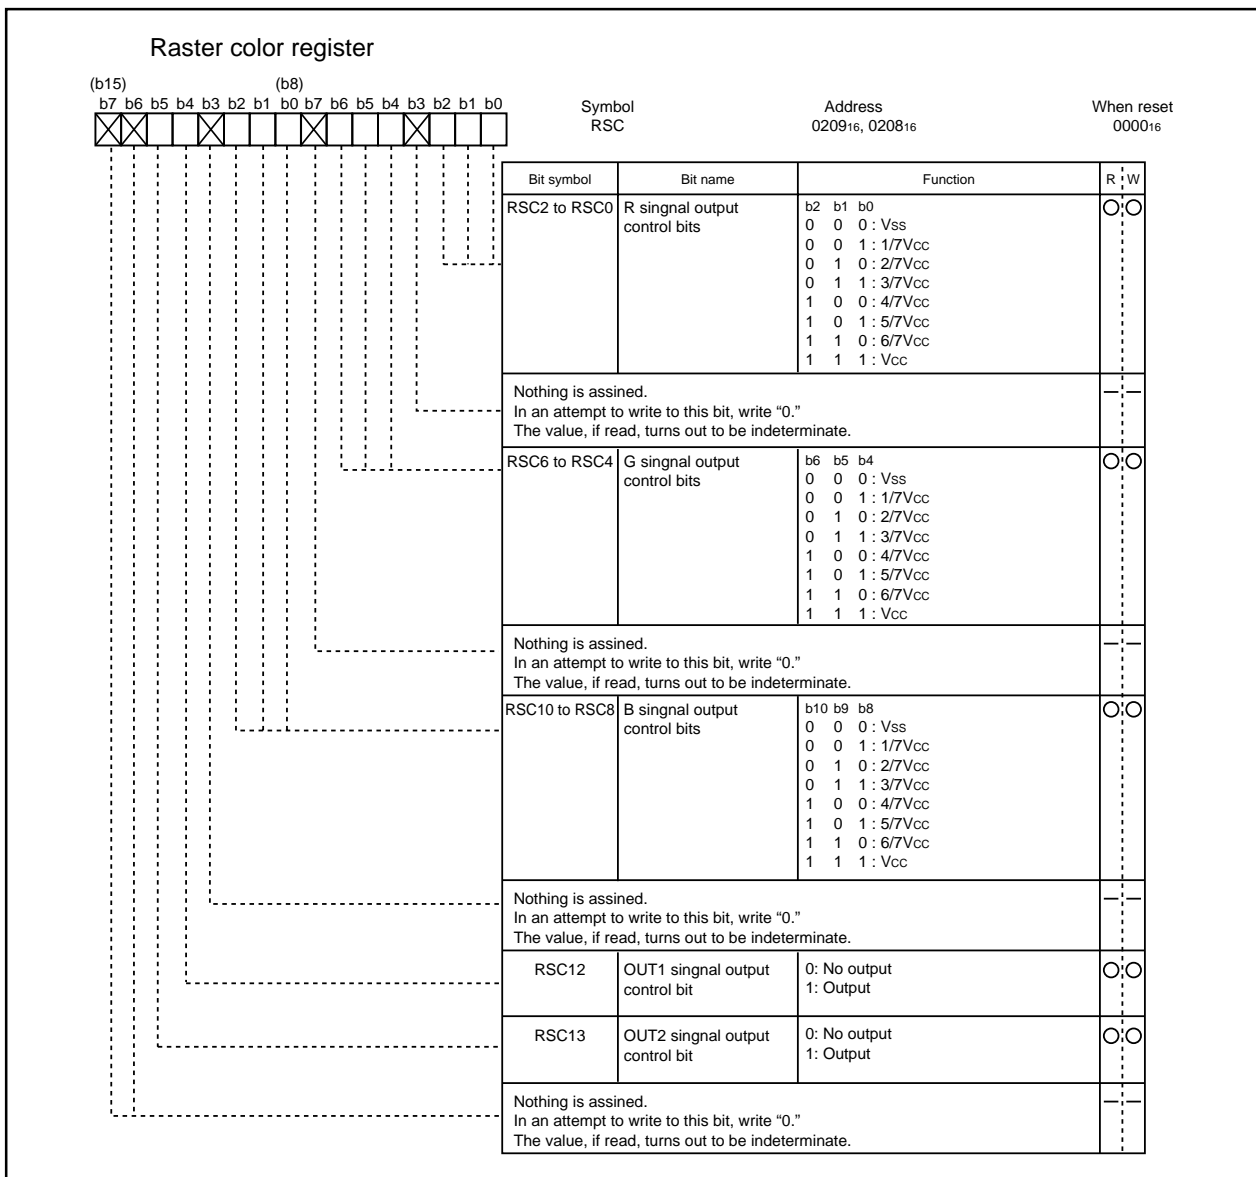 Raster color register
(b15) (b8)
b7 b6 b5 b4 b3 b2 b1 b0 b7 b6 b5 b4 b3 b2 b1 b0
Symbol Address When reset
RSC 020916, 020816 000016
Bit symbol Bit name Function R W
RSC2 to RSC0 R singnal output b2 b1 b0
control bits 0 0 0 : Vss
0 0 1 : 1/7Vcc
0 1 0 : 2/7Vcc
0 1 1 : 3/7Vcc
1 0 0 : 4/7Vcc
1 0 1 : 5/7Vcc
1 1 0 : 6/7Vcc
1 1 1 : Vcc
Nothing is assined. — —
In an attempt to write to this bit, write “0.”
The value, if read, turns out to be indeterminate.
RSC6 to RSC4 G singnal output b6 b5 b4
control bits 0 0 0 : Vss
0 0 1 : 1/7Vcc
0 1 0 : 2/7Vcc
0 1 1 : 3/7Vcc
1 0 0 : 4/7Vcc
1 0 1 : 5/7Vcc
1 1 0 : 6/7Vcc
1 1 1 : Vcc
Nothing is assined. — —
In an attempt to write to this bit, write “0.”
The value, if read, turns out to be indeterminate.
RSC10 to RSC8 B singnal output b10 b9 b8
control bits 0 0 0 : Vss
0 0 1 : 1/7Vcc
0 1 0 : 2/7Vcc
0 1 1 : 3/7Vcc
1 0 0 : 4/7Vcc
1 0 1 : 5/7Vcc
1 1 0 : 6/7Vcc
1 1 1 : Vcc
Nothing is assined. — —
In an attempt to write to this bit, write “0.”
The value, if read, turns out to be indeterminate.
RSC12 OUT1 singnal output 0: No output
control bit 1: Output
RSC13 OUT2 singnal output 0: No output
control bit 1: Output
Nothing is assined. — —
In an attempt to write to this bit, write “0.”
The value, if read, turns out to be indeterminate.